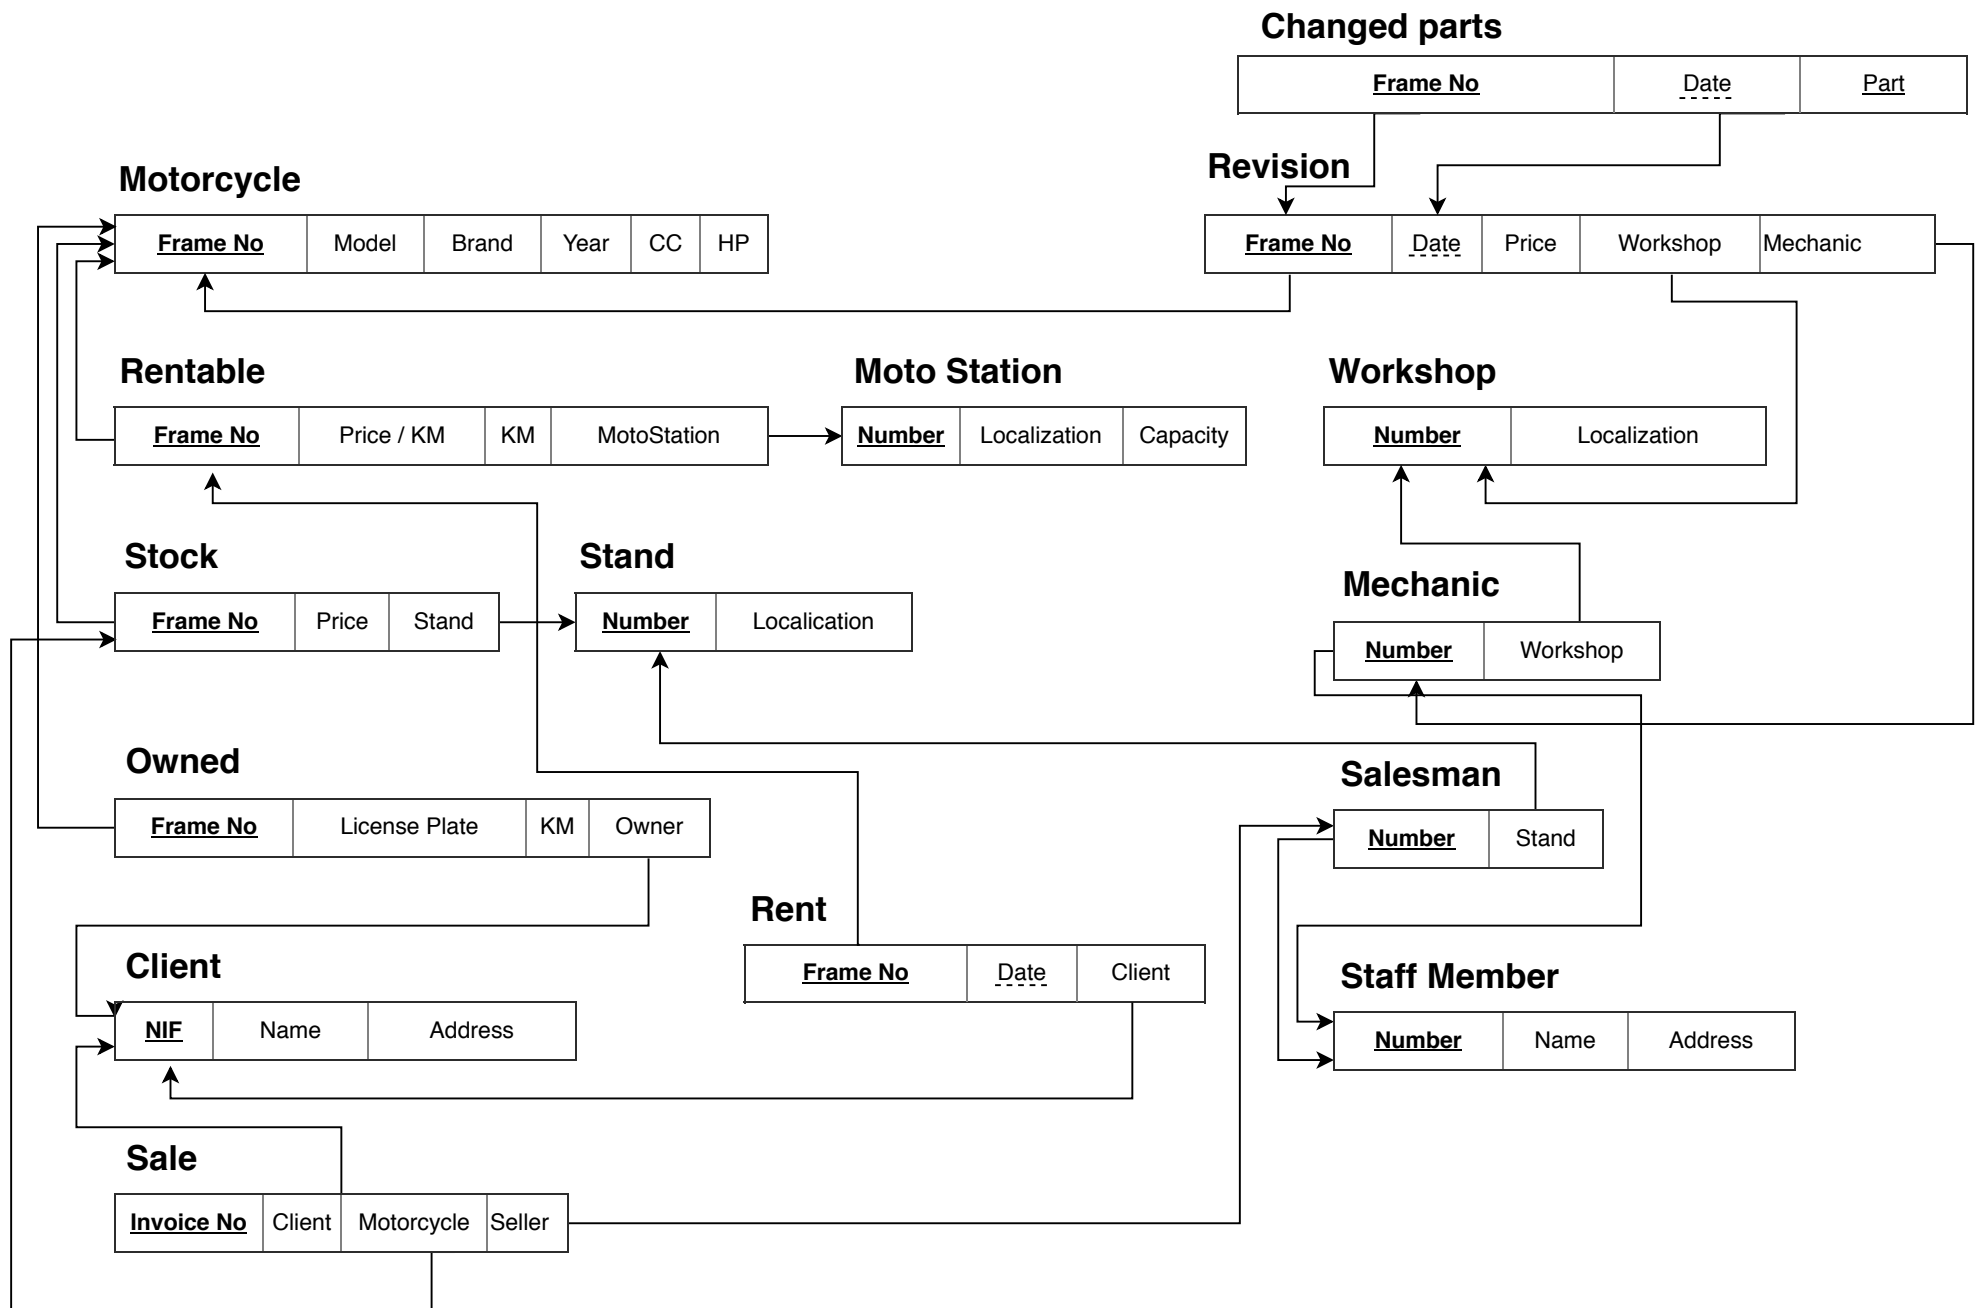 Changed parts
Frame No Date Part
Motorcycle
Frame No Model Brand Year CC HP
Revision
Frame No Date Price Workshop Mechanic
Rentable
Frame No Price / KM KM MotoStation
Moto Station
Number Localization Capacity
Workshop
Number Localization
Stock
Frame No Price Stand
Stand
Number Localication
Mechanic
Number Workshop
Owned
Frame No License Plate KM Owner
Salesman
Number Stand
Rent
Frame No Date Client
Client
NIF Name Address
Staff Member
Number Name Address
Sale
Invoice No Client Motorcycle Seller